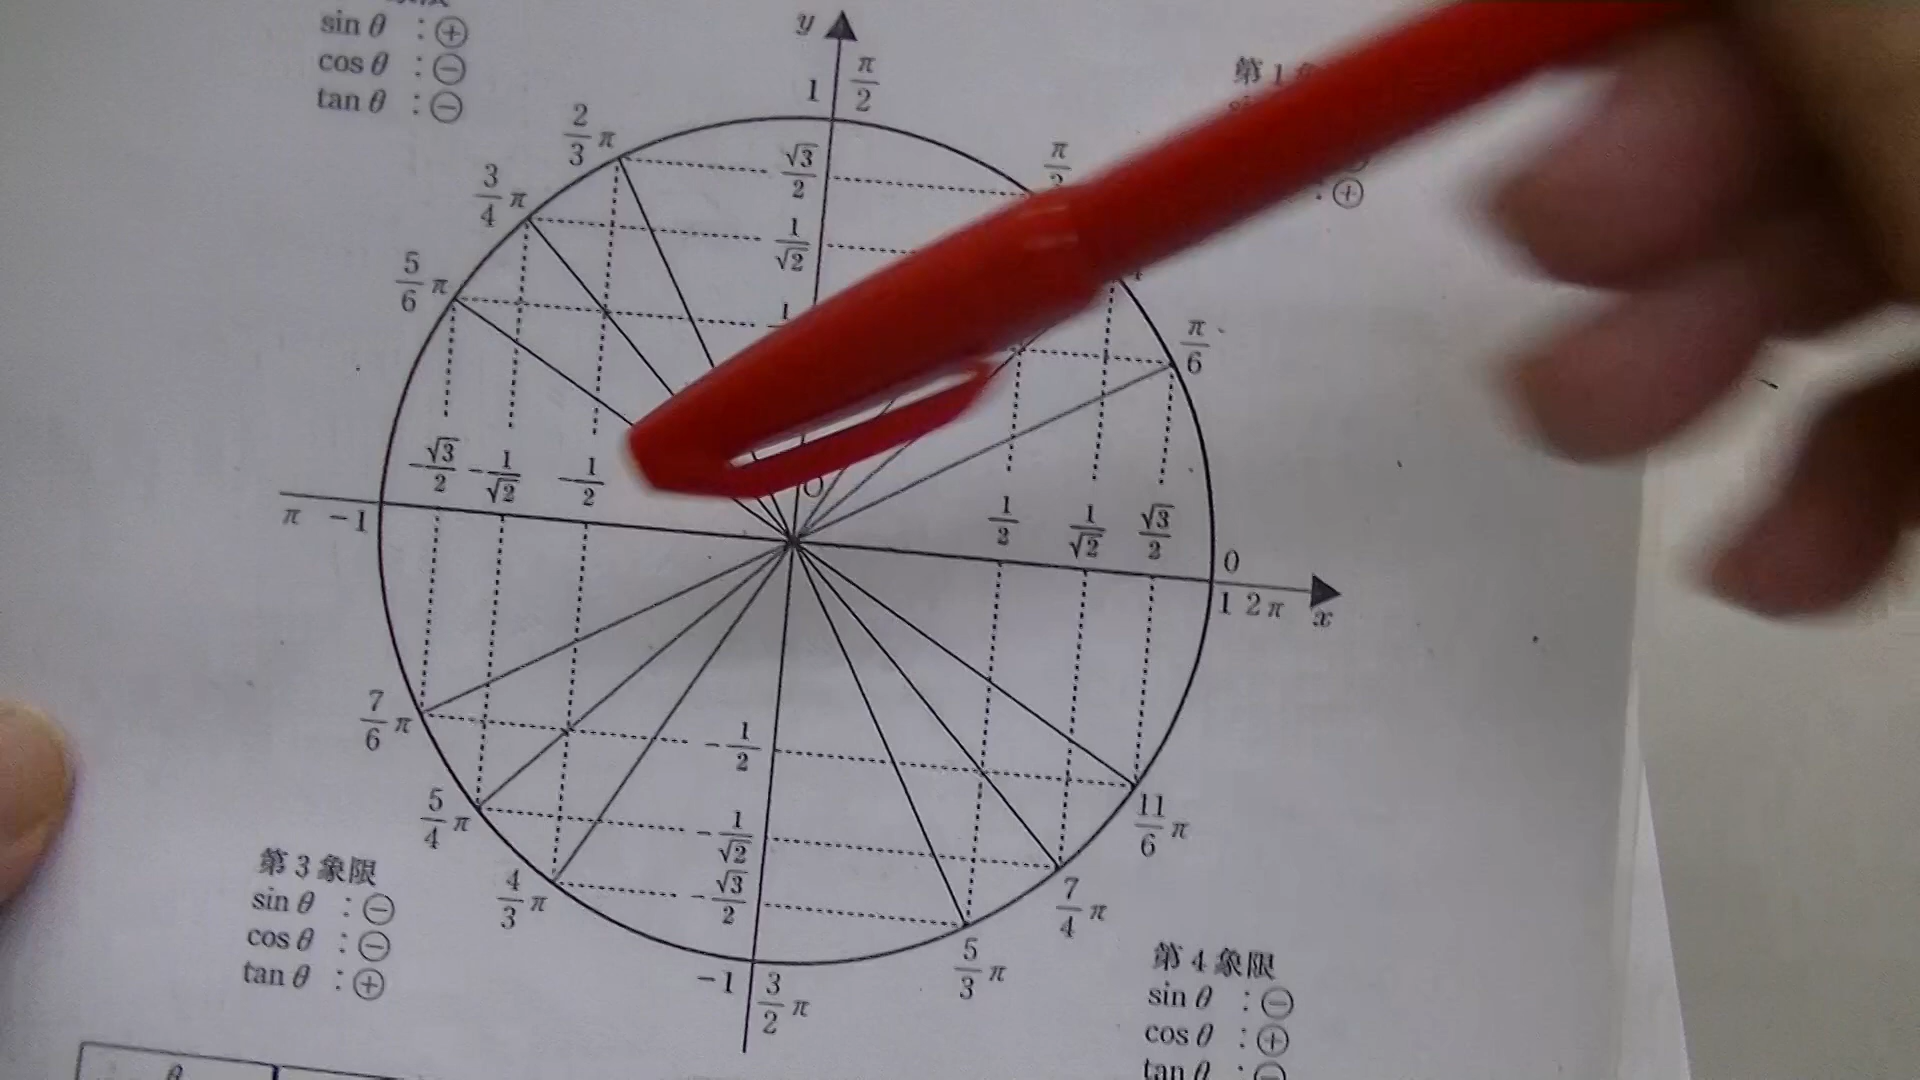 sin θ : ⊕
cos θ : ⊖
tan θ : ⊖
y
1
π/2
第1
: ⊕
2/3 π
3/4 π
5/6 π
√3/2
1/√2
π
π/6
-√3/2
-1/√2
-1/2
O
1/2
1/√2
√3/2
π
-1
0
1
2π
x
7/6 π
5/4 π
4/3 π
-1/2
-1/√2
-√3/2
-1
3/2 π
5/3 π
7/4 π
11/6 π
第3象限
sin θ : ⊖
cos θ : ⊖
tan θ : ⊕
第4象限
sin θ : ⊖
cos θ : ⊕
tan θ : ⊖
θ